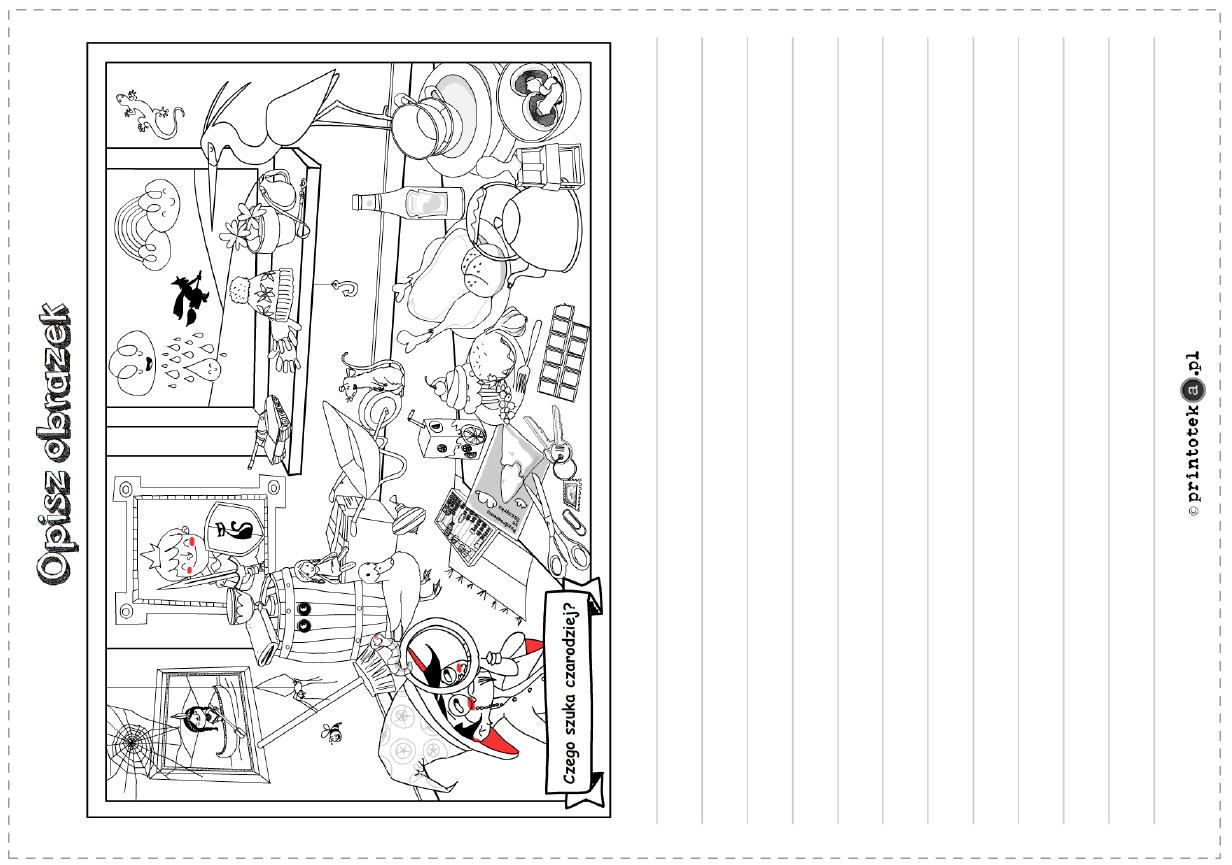 Opisz obrazek
Czego szuka czarodziej?
© printoteka.pl